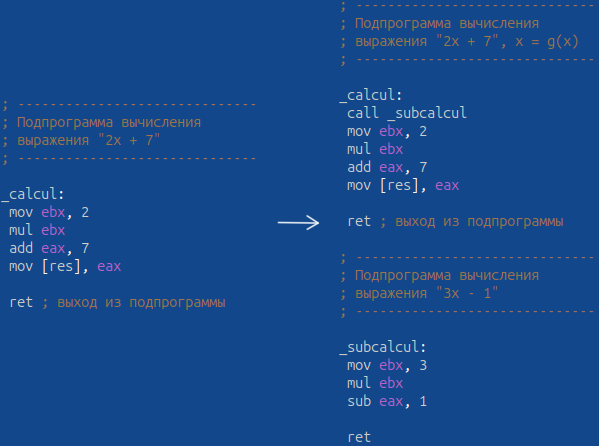 ; ------------------------------
; Подпрограмма вычисления
; выражения "2x + 7"
; ------------------------------
_calcul:
mov ebx, 2
mul ebx
add eax, 7
mov [res], eax
ret ; выход из подпрограммы
; ------------------------------
; Подпрограмма вычисления
; выражения "2x + 7", x = g(x)
; ------------------------------
_calcul:
call _subcalcul
mov ebx, 2
mul ebx
add eax, 7
mov [res], eax
ret ; выход из подпрограммы
; ------------------------------
; Подпрограмма вычисления
; выражения "3x - 1"
; ------------------------------
_subcalcul:
mov ebx, 3
mul ebx
sub eax, 1
ret